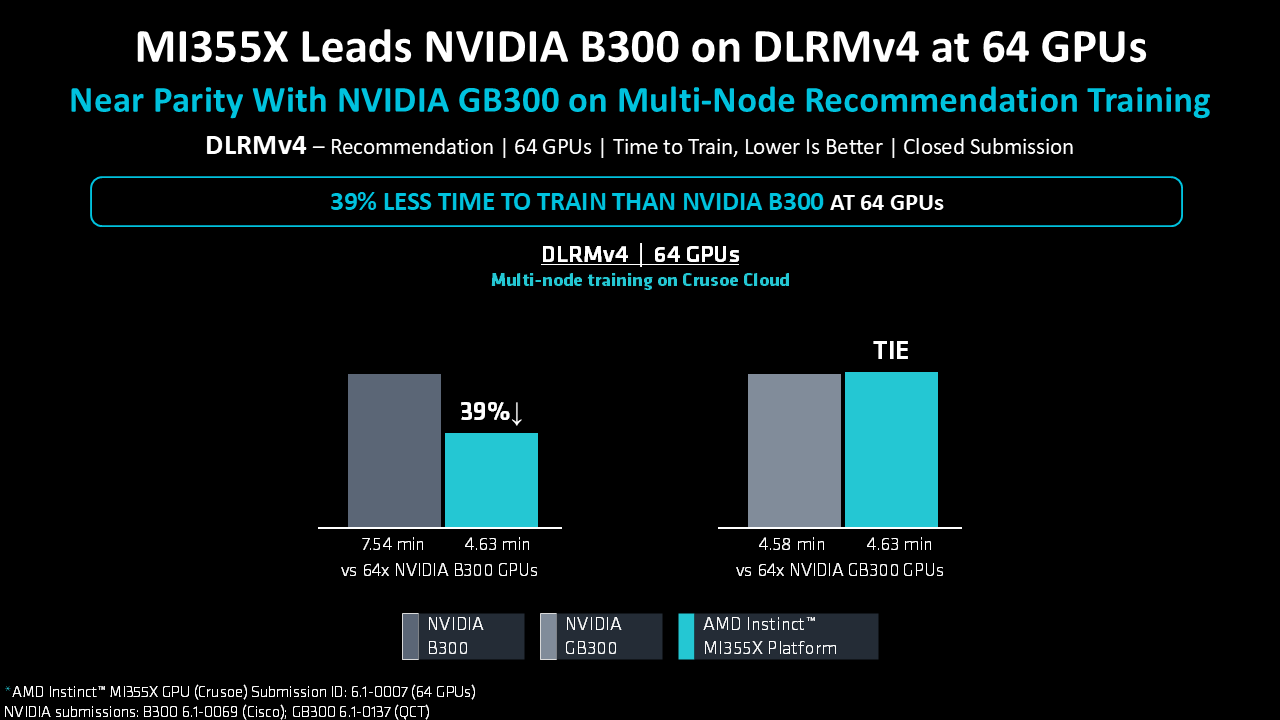 MI355X Leads NVIDIA B300 on DLRMv4 at 64 GPUs
Near Parity With NVIDIA GB300 on Multi-Node Recommendation Training
DLRMv4 – Recommendation | 64 GPUs | Time to Train, Lower Is Better | Closed Submission
39% LESS TIME TO TRAIN THAN NVIDIA B300 AT 64 GPUs
DLRMv4 | 64 GPUs
Multi-node training on Crusoe Cloud
39%↓
7.54 min 4.63 min
vs 64x NVIDIA B300 GPUs
TIE
4.58 min 4.63 min
vs 64x NVIDIA GB300 GPUs
NVIDIA
B300
NVIDIA
GB300
AMD Instinct™
MI355X Platform
*AMD Instinct™ MI355X GPU (Crusoe) Submission ID: 6.1-0007 (64 GPUs)
NVIDIA submissions: B300 6.1-0069 (Cisco); GB300 6.1-0137 (QCT)